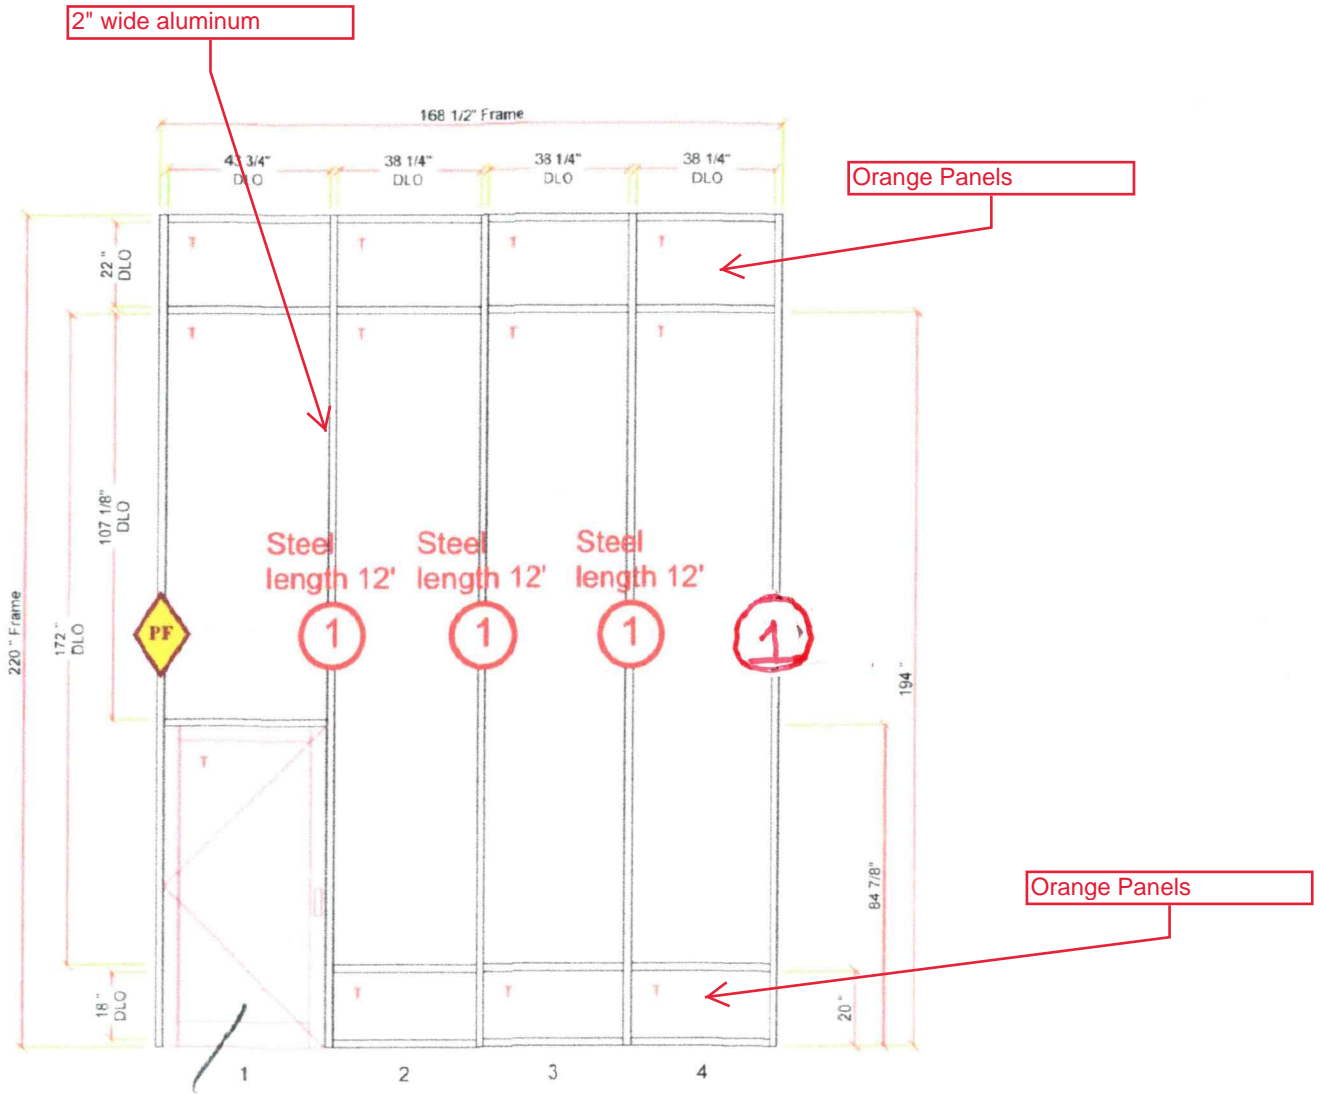 2" wide aluminum
168 1/2" Frame
43 3/4"
DLO
38 1/4"
DLO
38 1/4"
DLO
38 1/4"
DLO
Orange Panels
22 "
DLO
T
T
T
T
T
T
T
T
107 1/8"
DLO
220 " Frame
172 "
DLO
Steel
length 12'
Steel
length 12'
Steel
length 12'
PF
1
1
1
1
194 "
T
84 7/8"
Orange Panels
18 "
DLO
T
T
T
20 "
1
2
3
4